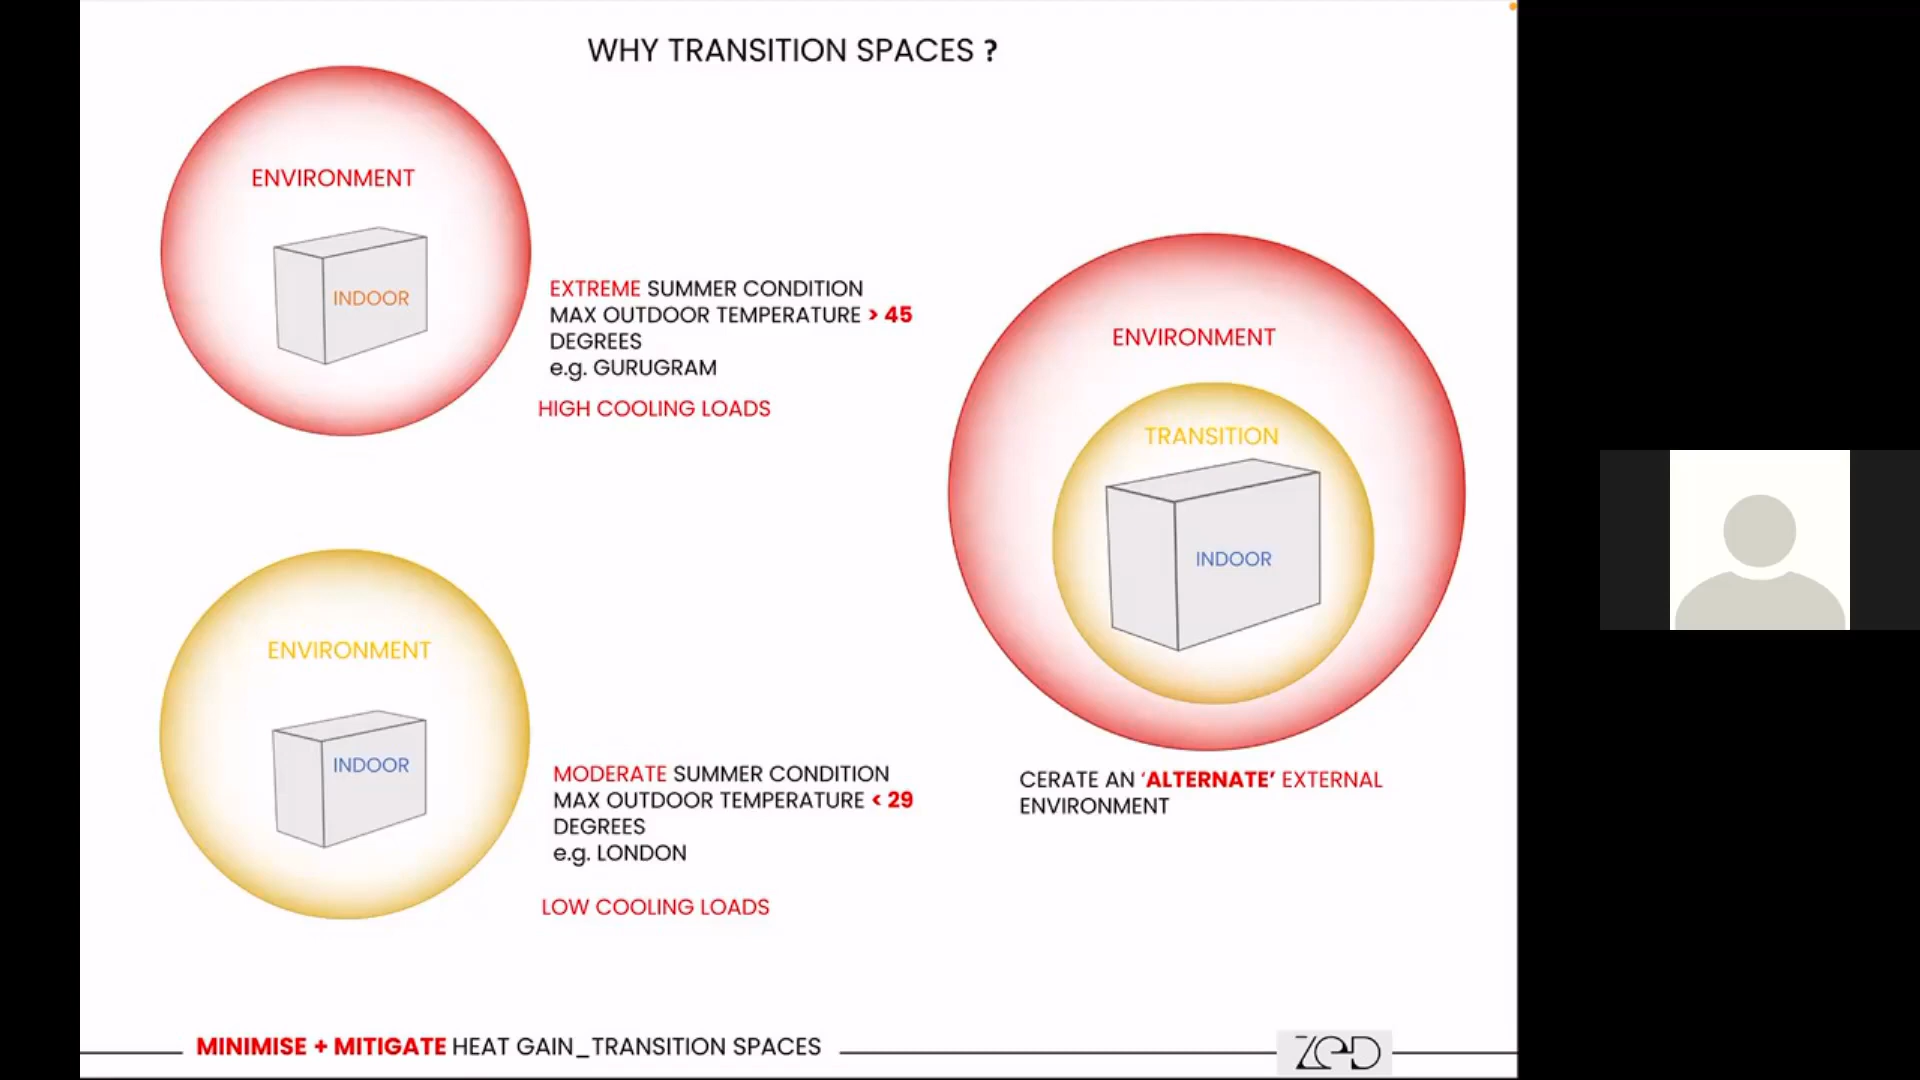 WHY TRANSITION SPACES ?
ENVIRONMENT
INDOOR
EXTREME SUMMER CONDITION
MAX OUTDOOR TEMPERATURE > 45
DEGREES
e.g. GURUGRAM
HIGH COOLING LOADS
ENVIRONMENT
INDOOR
MODERATE SUMMER CONDITION
MAX OUTDOOR TEMPERATURE < 29
DEGREES
e.g. LONDON
LOW COOLING LOADS
ENVIRONMENT
TRANSITION
INDOOR
CERATE AN ‘ALTERNATE’ EXTERNAL
ENVIRONMENT
MINIMISE + MITIGATE HEAT GAIN_TRANSITION SPACES
ZED